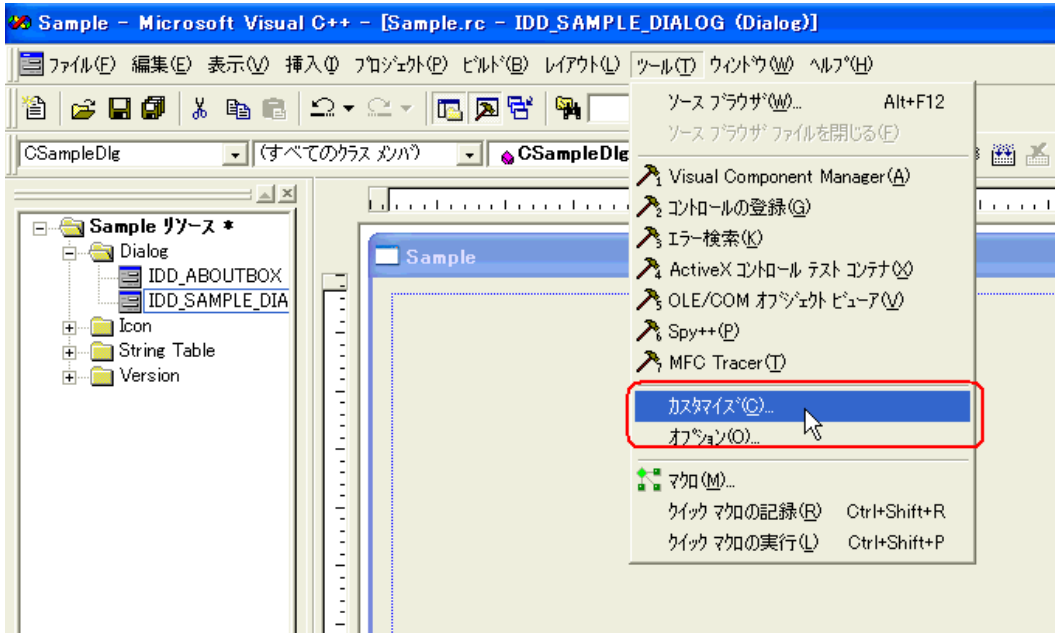 Sample - Microsoft Visual C++ - [Sample.rc - IDD_SAMPLE_DIALOG (Dialog)]
ﾌｧｲﾙ(F) 編集(E) 表示(V) 挿入(I) ﾌﾟﾛｼﾞｪｸﾄ(P) ﾋﾞﾙﾄﾞ(B) ﾚｲｱｳﾄ(L) ﾂｰﾙ(T) ｳｨﾝﾄﾞｳ(W) ﾍﾙﾌﾟ(H)
CSampleDlg
(すべてのｸﾗｽ ﾒﾝﾊﾞ)
CSampleDlg
Sample ﾘｿｰｽ *
Dialog
IDD_ABOUTBOX
IDD_SAMPLE_DIA
Icon
String Table
Version
Sample
ｿｰｽ ﾌﾞﾗｳｻﾞ(W)... Alt+F12
ｿｰｽ ﾌﾞﾗｳｻﾞ ﾌｧｲﾙを閉じる(F)
Visual Component Manager(A)
ｺﾝﾄﾛｰﾙの登録(G)
ｴﾗｰ検索(K)
ActiveX ｺﾝﾄﾛｰﾙ ﾃｽﾄ ｺﾝﾃﾅ(X)
OLE/COM ｵﾌﾞｼﾞｪｸﾄ ﾋﾞｭｰｱ(V)
Spy++(P)
MFC Tracer(T)
ｶｽﾀﾏｲｽﾞ(C)...
ｵﾌﾟｼｮﾝ(O)...
ﾏｸﾛ(M)...
ｸｲｯｸ ﾏｸﾛの記録(R) Ctrl+Shift+R
ｸｲｯｸ ﾏｸﾛの実行(L) Ctrl+Shift+P